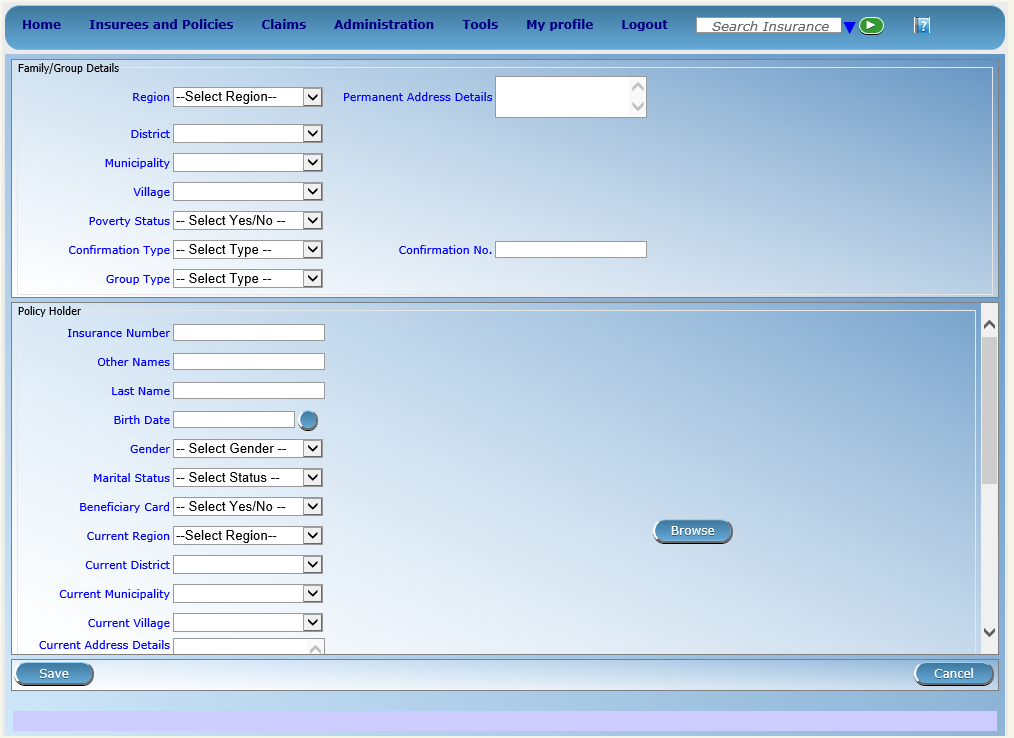 Home Insurees and Policies Claims Administration Tools My profile Logout Search Insurance ?
Family/Group Details
Region --Select Region-- Permanent Address Details
District
Municipality
Village
Poverty Status -- Select Yes/No --
Confirmation Type -- Select Type -- Confirmation No.
Group Type -- Select Type --
Policy Holder
Insurance Number
Other Names
Last Name
Birth Date
Gender -- Select Gender --
Marital Status -- Select Status --
Beneficiary Card -- Select Yes/No --
Current Region --Select Region-- Browse
Current District
Current Municipality
Current Village
Current Address Details
Save Cancel